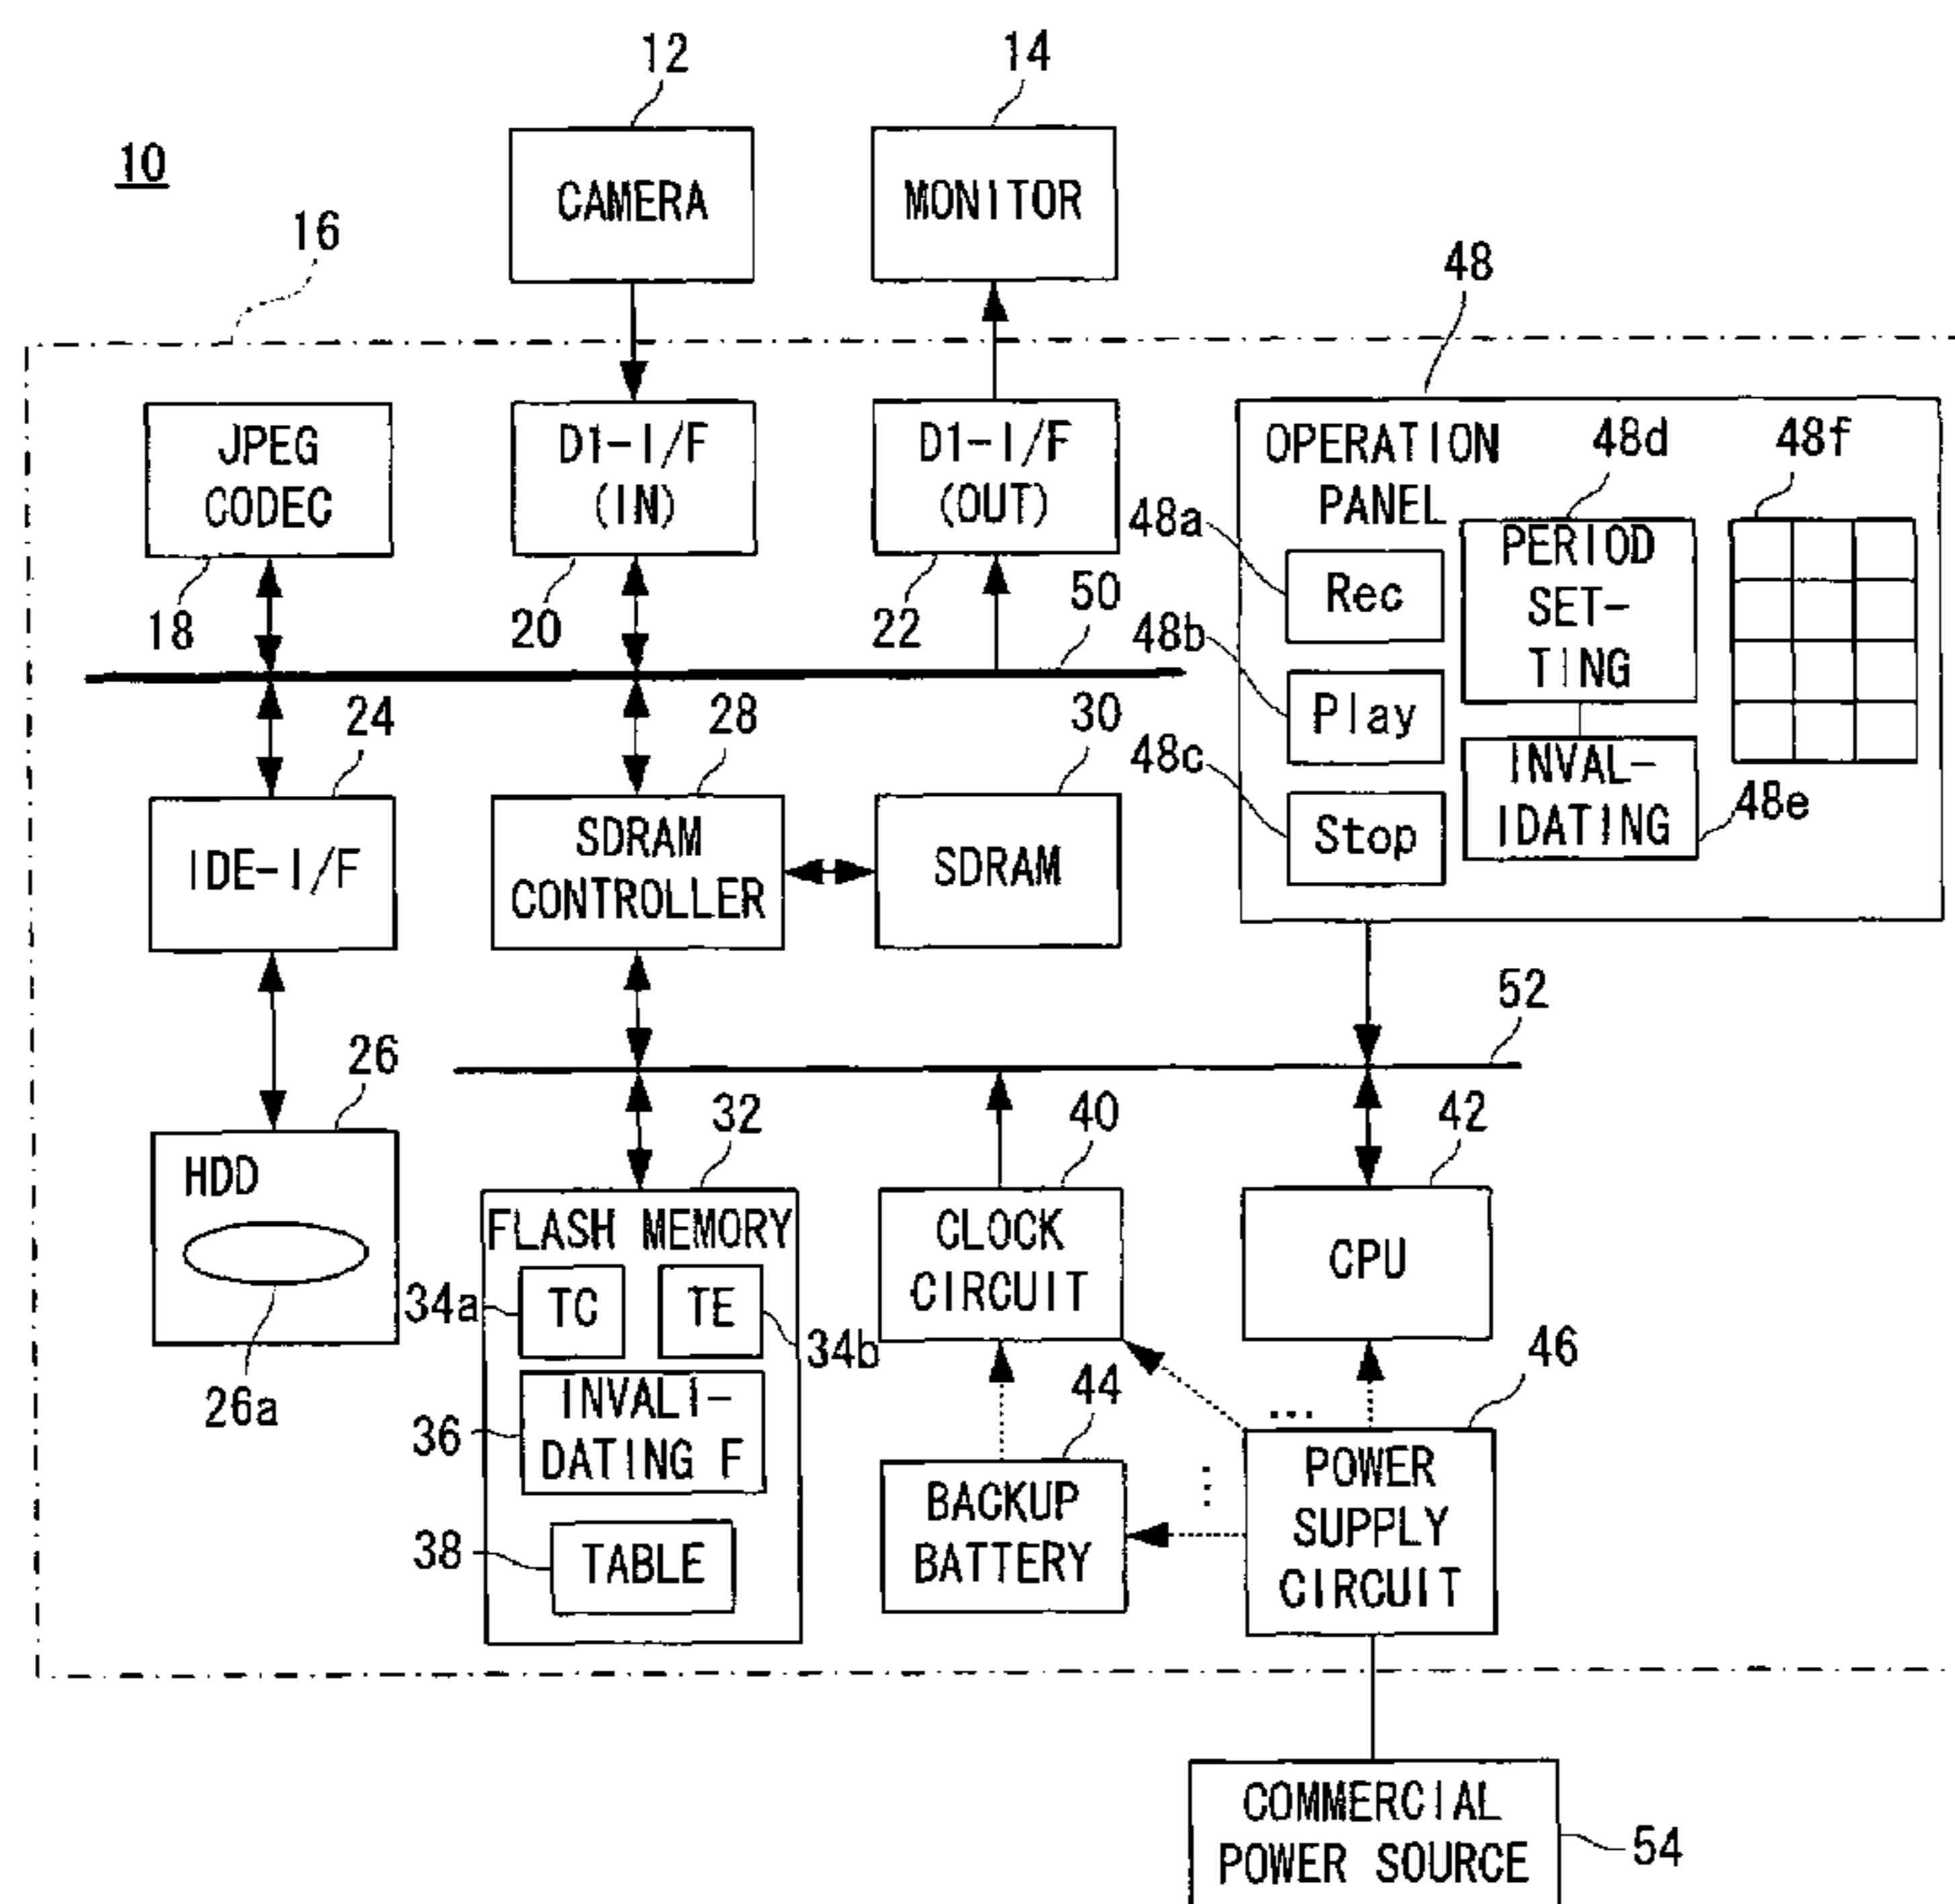 12
14
10
CAMERA
MONITOR
16
48
JPEG
CODEC
D1-I/F
(IN)
D1-I/F
(OUT)
OPERATION
PANEL
48d
48f
48a
Rec
PERIOD
SET-
TING
18
20
22
50
48b
Play
24
28
30
48c
Stop
INVAL-
IDATING
48e
IDE-I/F
SDRAM
CONTROLLER
SDRAM
52
26
32
40
42
HDD
FLASH MEMORY
CLOCK
CIRCUIT
CPU
34a
TC
TE
34b
26a
44
46
36
INVALI-
DATING F
BACKUP
BATTERY
POWER
SUPPLY
CIRCUIT
38
TABLE
COMMERCIAL
POWER SOURCE
54